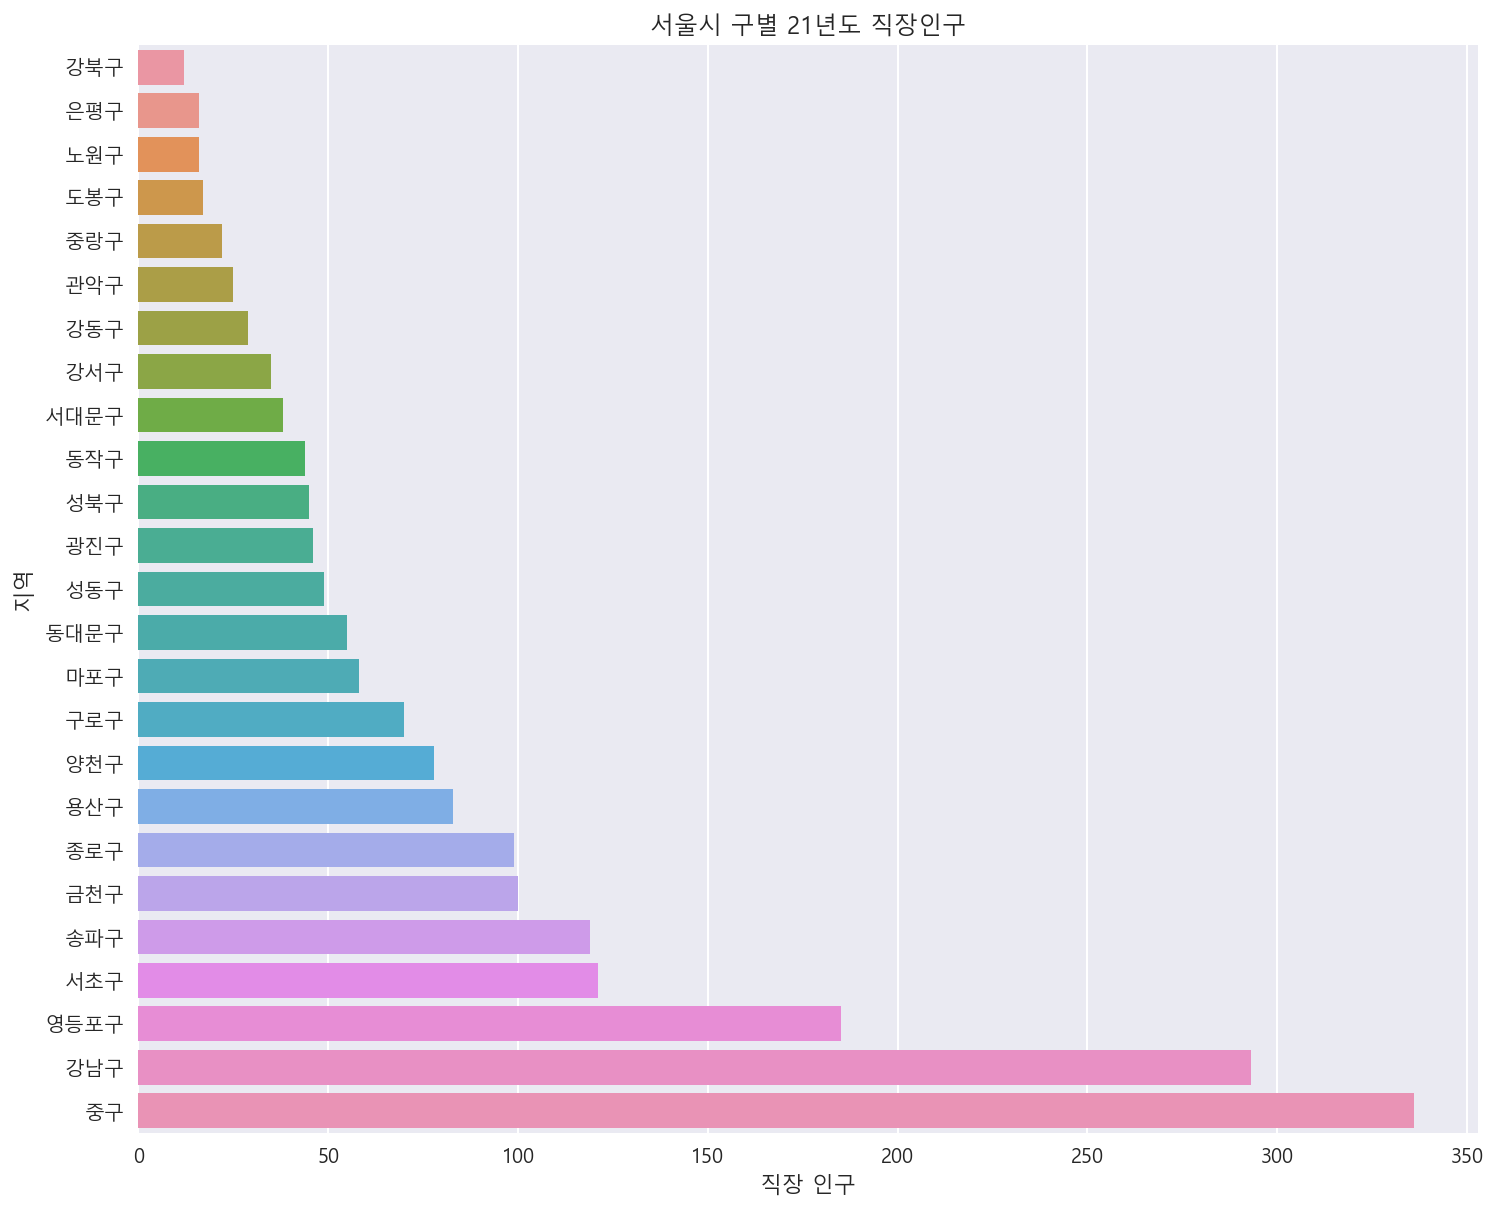 서울시 구별 21년도 직장인구
강북구
은평구
노원구
도봉구
중랑구
관악구
강동구
강서구
서대문구
동작구
성북구
광진구
성동구
동대문구
마포구
구로구
양천구
용산구
종로구
금천구
송파구
서초구
영등포구
강남구
중구
지역
0 50 100 150 200 250 300 350
직장 인구